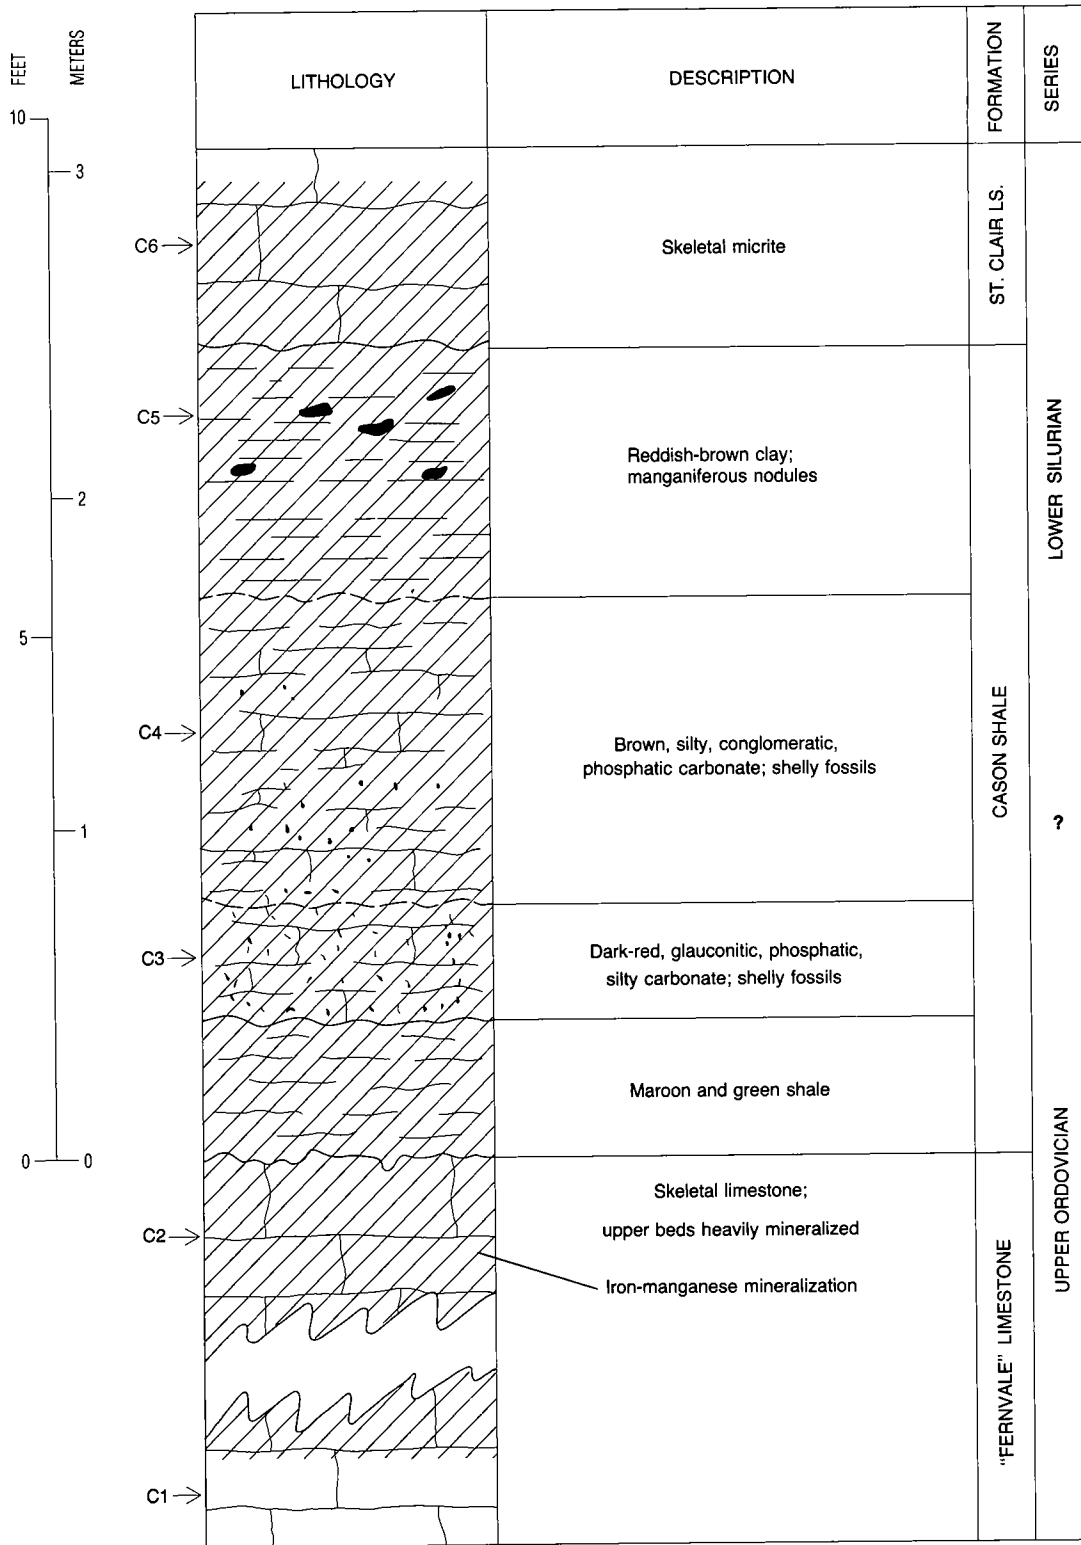 FEET
METERS
LITHOLOGY
DESCRIPTION
FORMATION
SERIES
10
3
C6
Skeletal micrite
ST. CLAIR LS.
C5
Reddish-brown clay;
manganiferous nodules
2
LOWER SILURIAN
5
C4
Brown, silty, conglomeratic,
phosphatic carbonate; shelly fossils
CASON SHALE
1
?
C3
Dark-red, glauconitic, phosphatic,
silty carbonate; shelly fossils
Maroon and green shale
0
0
Skeletal limestone;
upper beds heavily mineralized
C2
Iron-manganese mineralization
"FERNVALE" LIMESTONE
UPPER ORDOVICIAN
C1